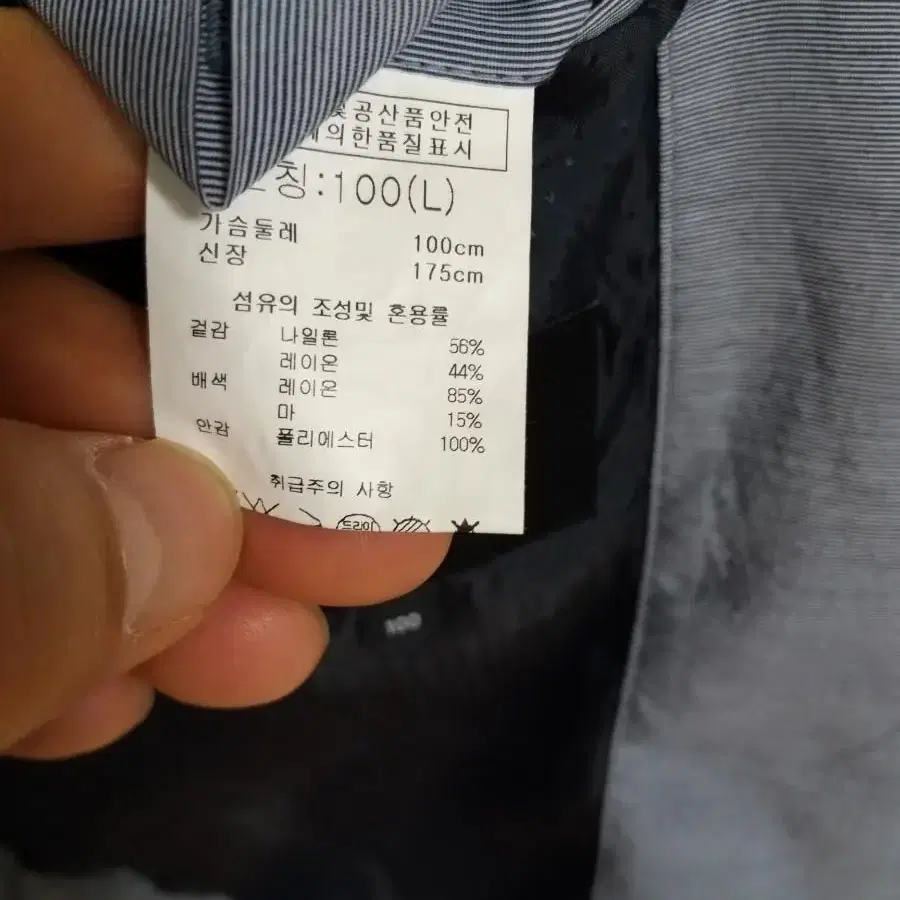 및공산품안전
에의한품질표시
칭:100(L)
가슴둘레 100cm
신장 175cm
섬유의 조성및 혼용률
겉감 나일론 56%
레이온 44%
배색 레이온 85%
마 15%
안감 폴리에스터 100%
취급주의 사항
드라이
100